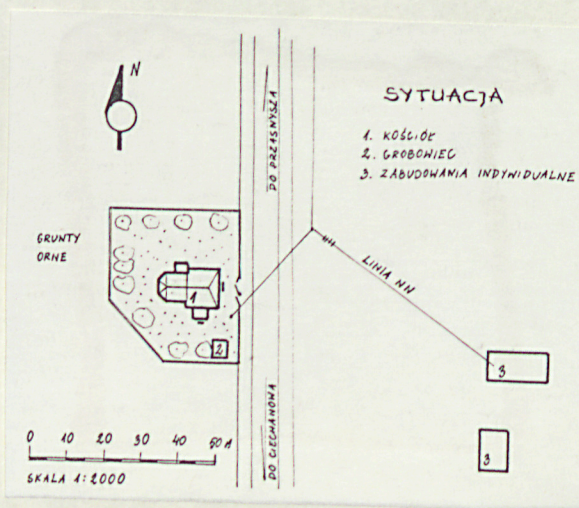 N
SYTUACJA
1. KOŚCIÓŁ
2. GROBOWIEC
3. ZABUDOWANIA INDYWIDUALNE
DO PRZASNYSZA
GRUNTY
ORNE
LINIA NN
1
2
3
3
DO CIECHANOWA
0 10 20 30 40 50 M
SKALA 1:2000